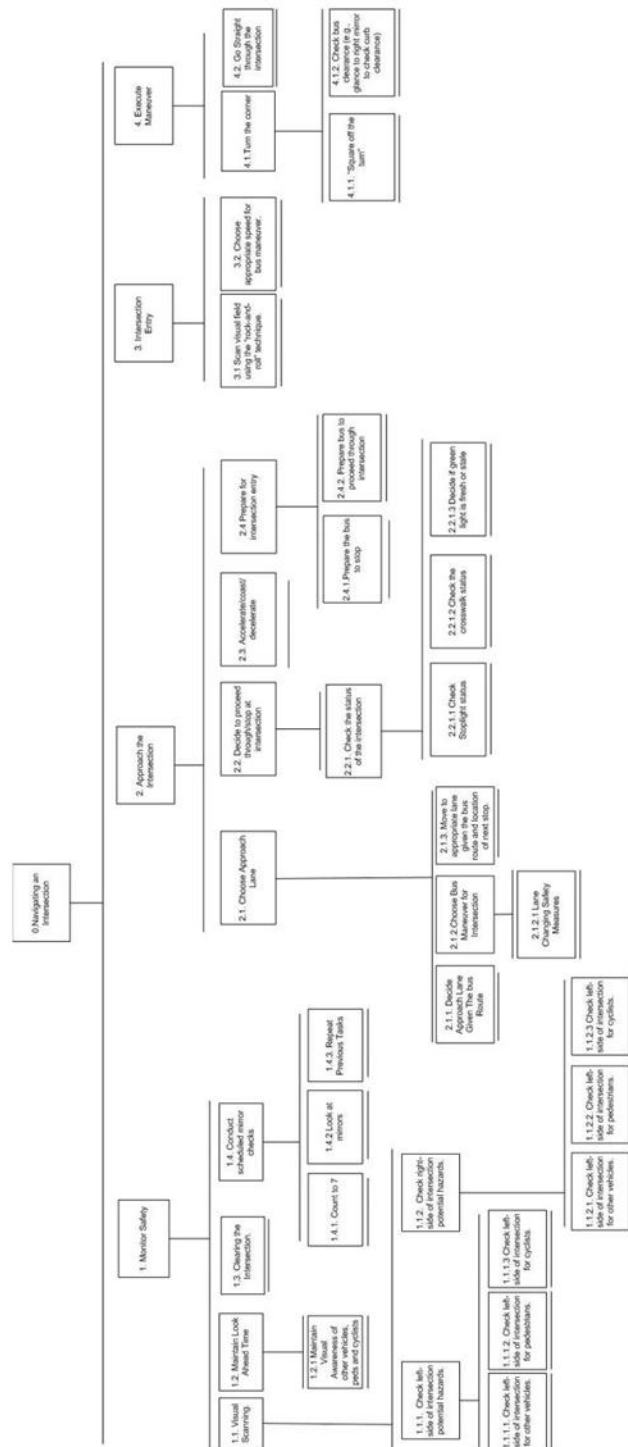 0.Navigating an
Intersection
1. Monitor Safety
2. Approach the
Intersection
3. Intersection
Entry
4. Execute
Maneuver
1.1. Visual
Scanning.
1.2. Maintain Look
Ahead Time
1.3. Clearing the
Intersection.
1.4. Conduct
scheduled mirror
checks
2.1. Choose Approach
Lane
2.2. Decide to proceed
through/stop at
intersection
2.3. Accelerate/coast/
decelerate
2.4 Prepare for
intersection entry
3.1 Scan visual field
using the "rock-and-
roll" technique.
3.2. Choose
appropriate speed for
bus maneuver.
4.1.Turn the corner
4.2. Go Straight
through the
intersection
1.2.1 Maintain
Visual
Awareness of
other vehicles,
peds and cyclists
1.4.1. Count to 7
1.4.2 Look at
mirrors
1.4.3. Repeat
Previous Tasks
2.2.1. Check the status
of the intersection
2.4.1.Prepare the bus
to stop
2.4.2. Prepare bus to
proceed through
intersection
4.1.1. "Square off the
turn"
4.1.2. Check bus
clearance (e.g.,
glance to right mirror
to check curb
clearance)
1.1.1. Check left-
side of intersection
potential hazards.
1.1.2. Check right-
side of intersection
potential hazards.
2.1.1. Decide
Approach Lane
Given The bus
Route
2.1.2.Choose Bus
Maneuver for
Intersection
2.1.3. Move to
appropriate lane
given the bus
route and location
of next stop.
2.2.1.1 Check
Stoplight status
2.2.1.2 Check the
crosswalk status
2.2.1.3 Decide if green
light is fresh or stale
1.1.1.1. Check left-
side of intersection
for other vehicles.
1.1.1.2. Check left-
side of intersection
for pedestrians.
1.1.1.3 Check left-
side of intersection
for cyclists.
2.1.2.1 Lane
Changing Safety
Measures
1.1.2.1. Check left-
side of intersection
for other vehicles.
1.1.2.2. Check left-
side of intersection
for pedestrians.
1.1.2.3 Check left-
side of intersection
for cyclists.